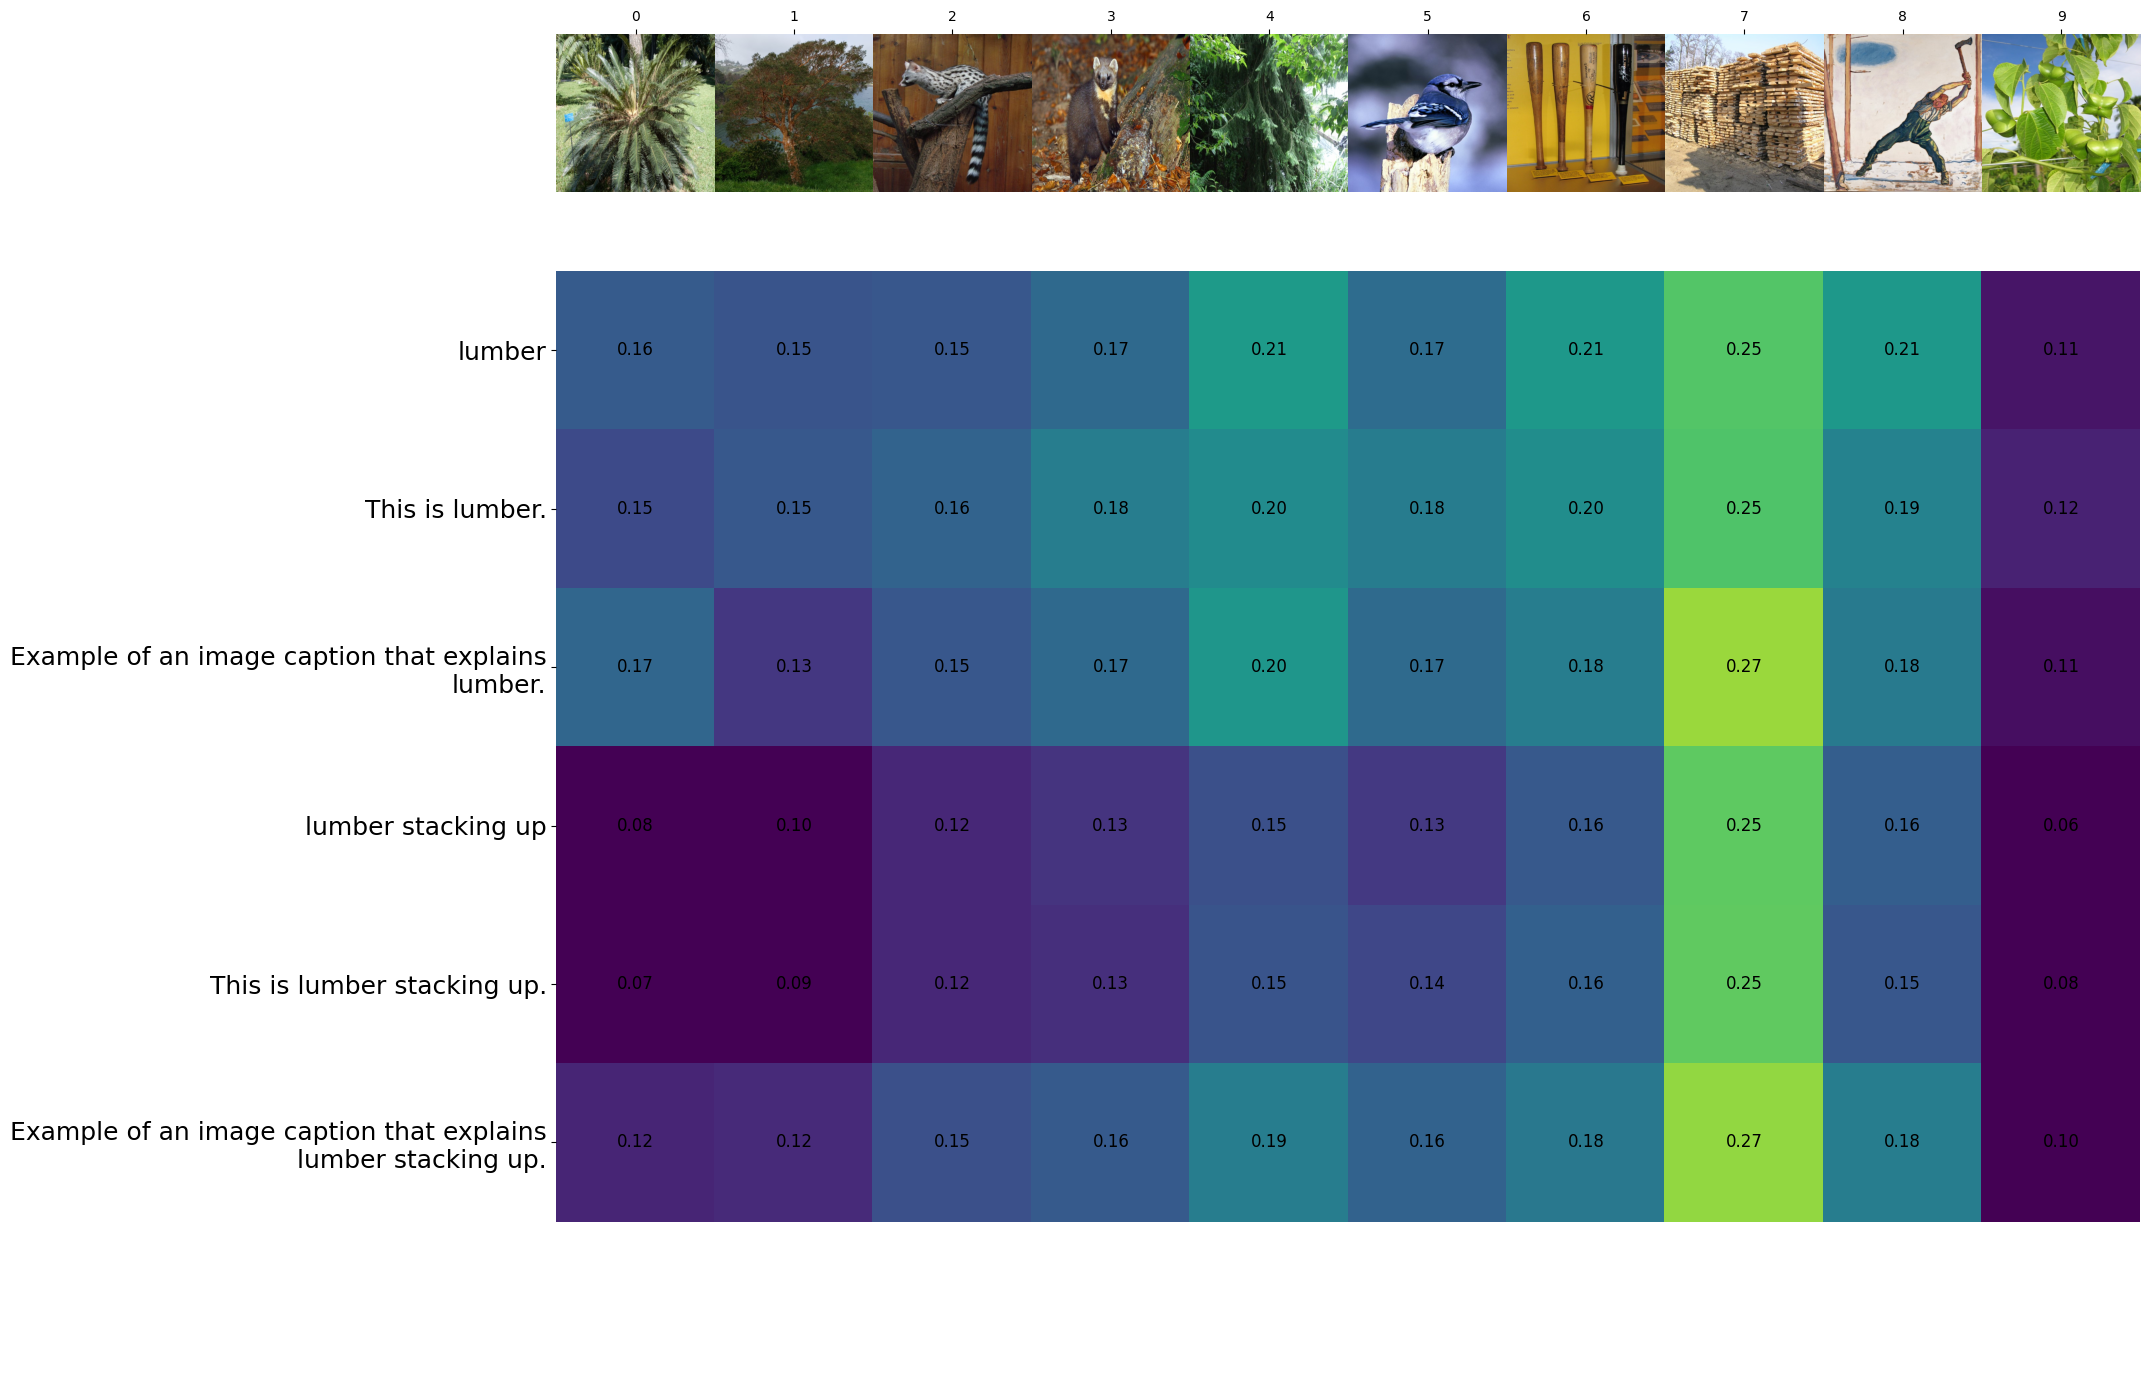 0 1 2 3 4 5 6 7 8 9
lumber 0.16 0.15 0.15 0.17 0.21 0.17 0.21 0.25 0.21 0.11
This is lumber. 0.15 0.15 0.16 0.18 0.20 0.18 0.20 0.25 0.19 0.12
Example of an image caption that explains
lumber. 0.17 0.13 0.15 0.17 0.20 0.17 0.18 0.27 0.18 0.11
lumber stacking up 0.08 0.10 0.12 0.13 0.15 0.13 0.16 0.25 0.16 0.06
This is lumber stacking up. 0.07 0.09 0.12 0.13 0.15 0.14 0.16 0.25 0.15 0.08
Example of an image caption that explains
lumber stacking up. 0.12 0.12 0.15 0.16 0.19 0.16 0.18 0.27 0.18 0.10